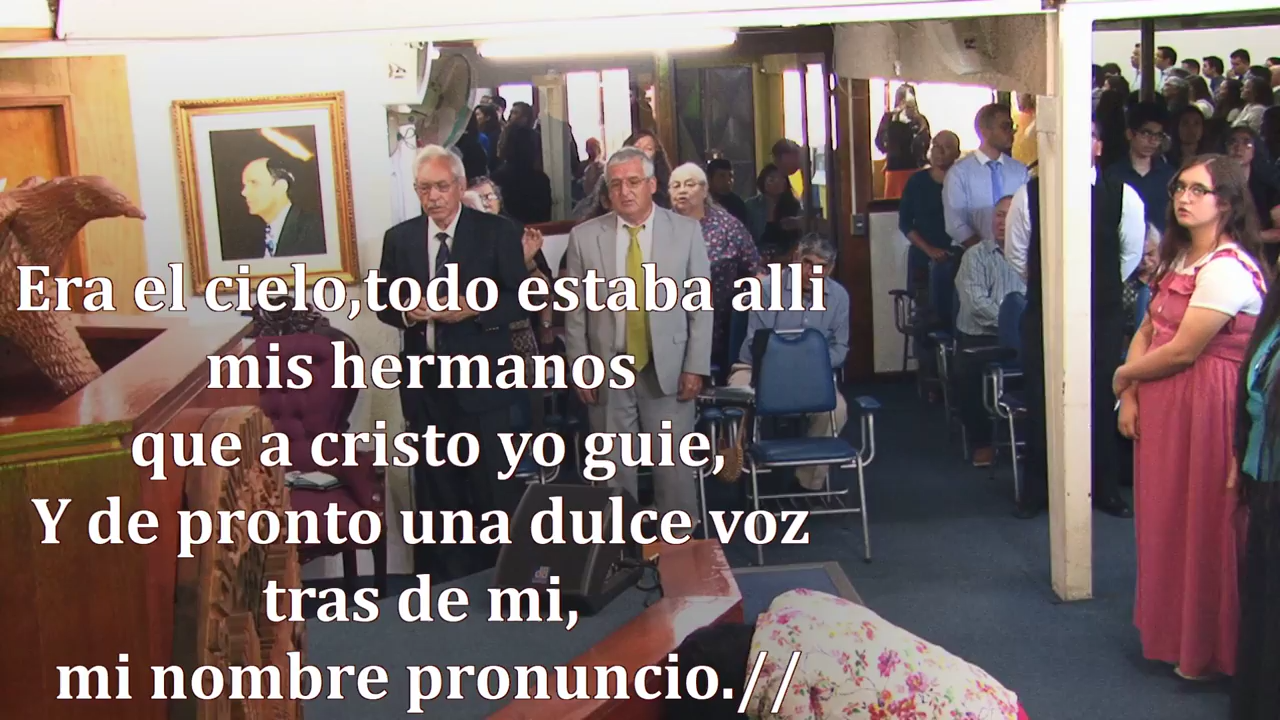 Era el cielo,todo estaba alli
mis hermanos
que a cristo yo guie,
Y de pronto una dulce voz
tras de mi,
mi nombre pronuncio.//